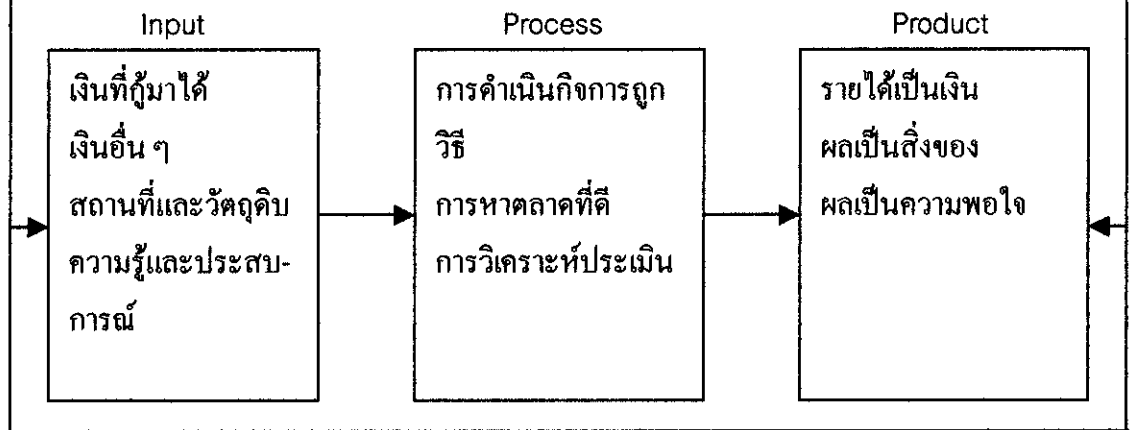 Input
เงินที่กู้มาได้
เงินอื่น ๆ
สถานที่และวัตถุดิบ
ความรู้และประสบ-
การณ์
Process
การดำเนินกิจการถูก
วิธี
การหาตลาดที่ดี
การวิเคราะห์ประเมิน
Product
รายได้เป็นเงิน
ผลเป็นสิ่งของ
ผลเป็นความพอใจ